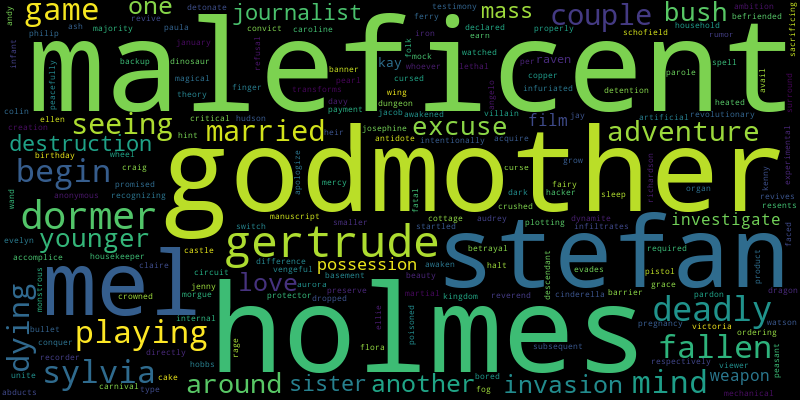 game one journalist mass couple bush
maleficent
seeing married excuse film adventure
destruction
begin godmother
dormer
younger gertrude stefan investigate
possession
mel love
holmes deadly
dying playing fallen
sylvia around sister another invasion mind weapon
andy infant philip ash majority peacefully revive paula january ferry convict caroline testimony declared earn iron mock befriended properly schofield household rumor ambition sacrificing
backup dinosaur magical theory finger banner cursed wing dungeon kay whoever watched lethal per raven infuriated copper detention parole spell heated avail
colin creation ellen hint critical hudson payment davy jacob awakened heir josephine villain intentionally acquire jay artificial revolutionary surround experimental
birthday wheel craig promised recognizing anonymous wand apologize antidote mercy fatal curse dark crushed fairy hacker grow sleep richardson organ kenny revives resents
manuscript smaller cottage startled audrey plotting dynamite infiltrates betrayal halt evades descendant required barrier cinderella pistol grace product faced dragon
evelyn accomplice housekeeper monstrous claire castle switch circuit difference vengeful basement aurora preserve beauty awaken martial kingdom reverend pardon pregnancy victoria watson ordering
crowned jenny morgue internal protector dropped ellie poisoned flora rage subsequent respectively viewer peasant
bullet conquer recorder directly hobbs unite carnival cake abducts type bored fog mechanical
refusal pearl transforms detonate